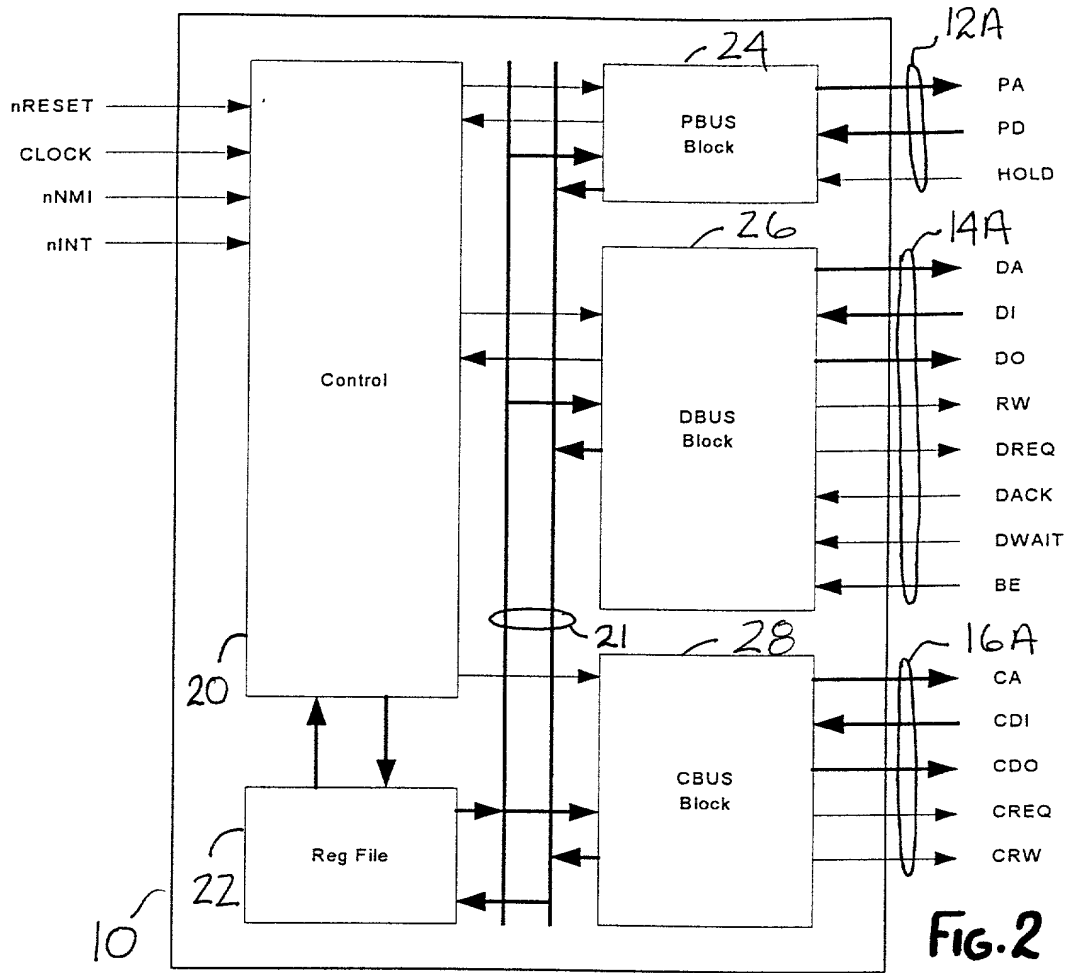 12A
24
nRESET
CLOCK
nNMI
nINT
PBUS
Block
PA
PD
HOLD
26
14A
Control
DBUS
Block
DA
DI
DO
RW
DREQ
DACK
DWAIT
BE
21
28
16A
20
CBUS
Block
CA
CDI
CDO
CREQ
CRW
Reg File
22
10
FIG.2